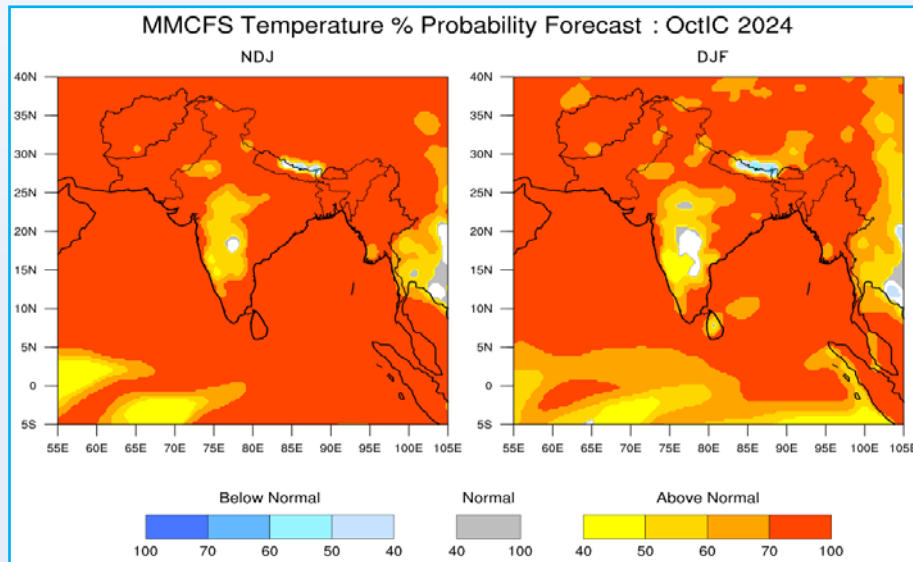 MMCFS Temperature % Probability Forecast : OctIC 2024
NDJ
40N
35N
30N
25N
20N
15N
10N
5N
0
5S
55E 60E 65E 70E 75E 80E 85E 90E 95E 100E 105E
DJF
40N
35N
30N
25N
20N
15N
10N
5N
0
5S
55E 60E 65E 70E 75E 80E 85E 90E 95E 100E 105E
Below Normal
100 70 60 50 40
Normal
40 100
Above Normal
40 50 60 70 100